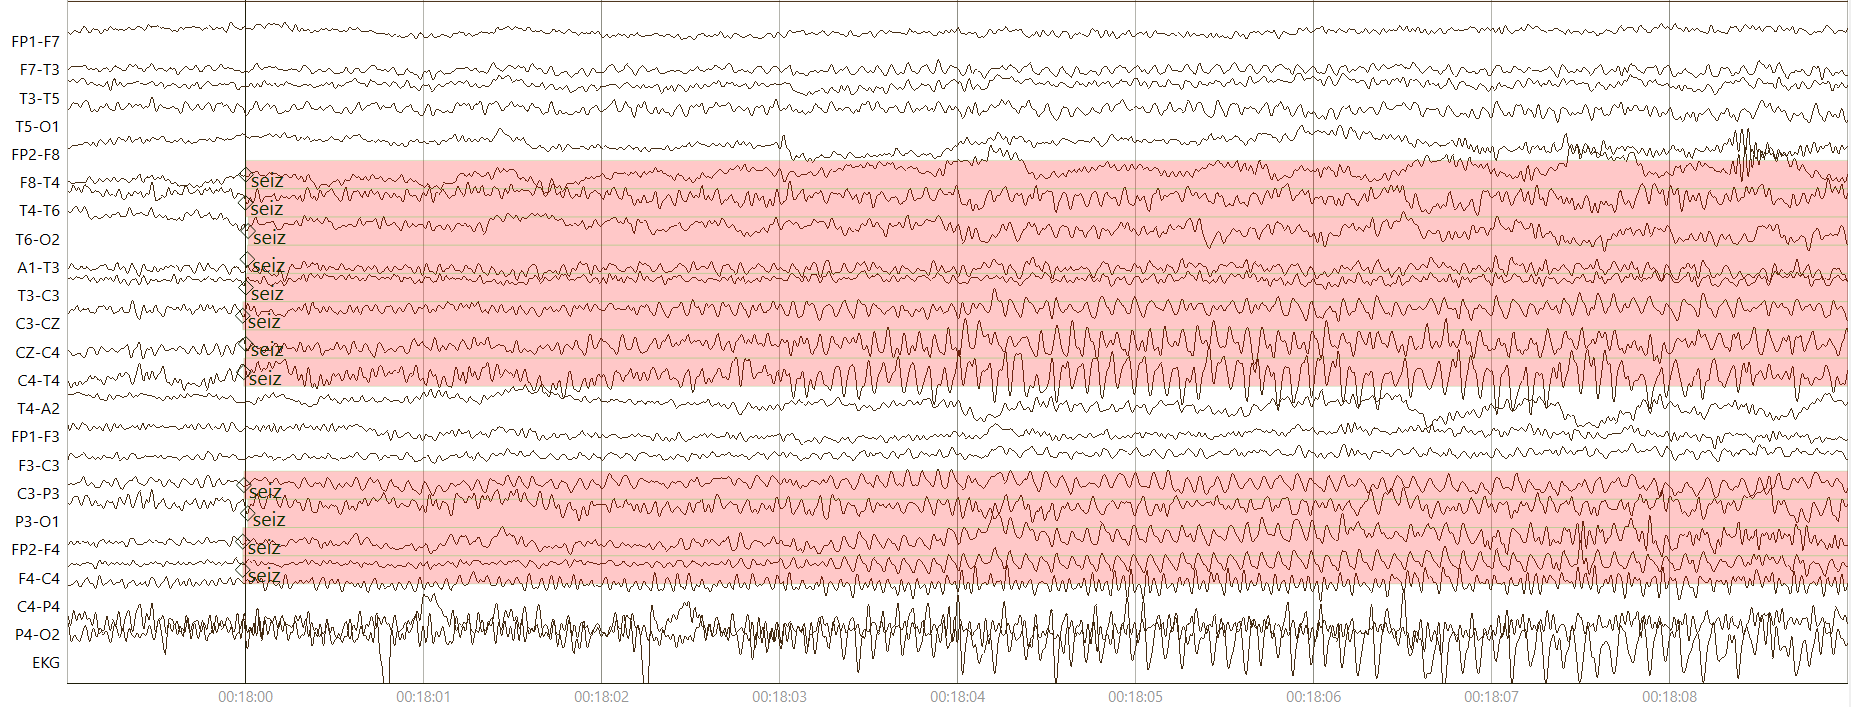 FP1-F7
F7-T3
T3-T5
T5-O1
FP2-F8
F8-T4 seiz
T4-T6 seiz
T6-O2 seiz
A1-T3 seiz
T3-C3 seiz
C3-CZ seiz
CZ-C4 seiz
C4-T4 seiz
T4-A2
FP1-F3
F3-C3
C3-P3 seiz
P3-O1 seiz
FP2-F4 seiz
F4-C4 seiz
C4-P4
P4-O2
EKG
00:18:00 00:18:01 00:18:02 00:18:03 00:18:04 00:18:05 00:18:06 00:18:07 00:18:08